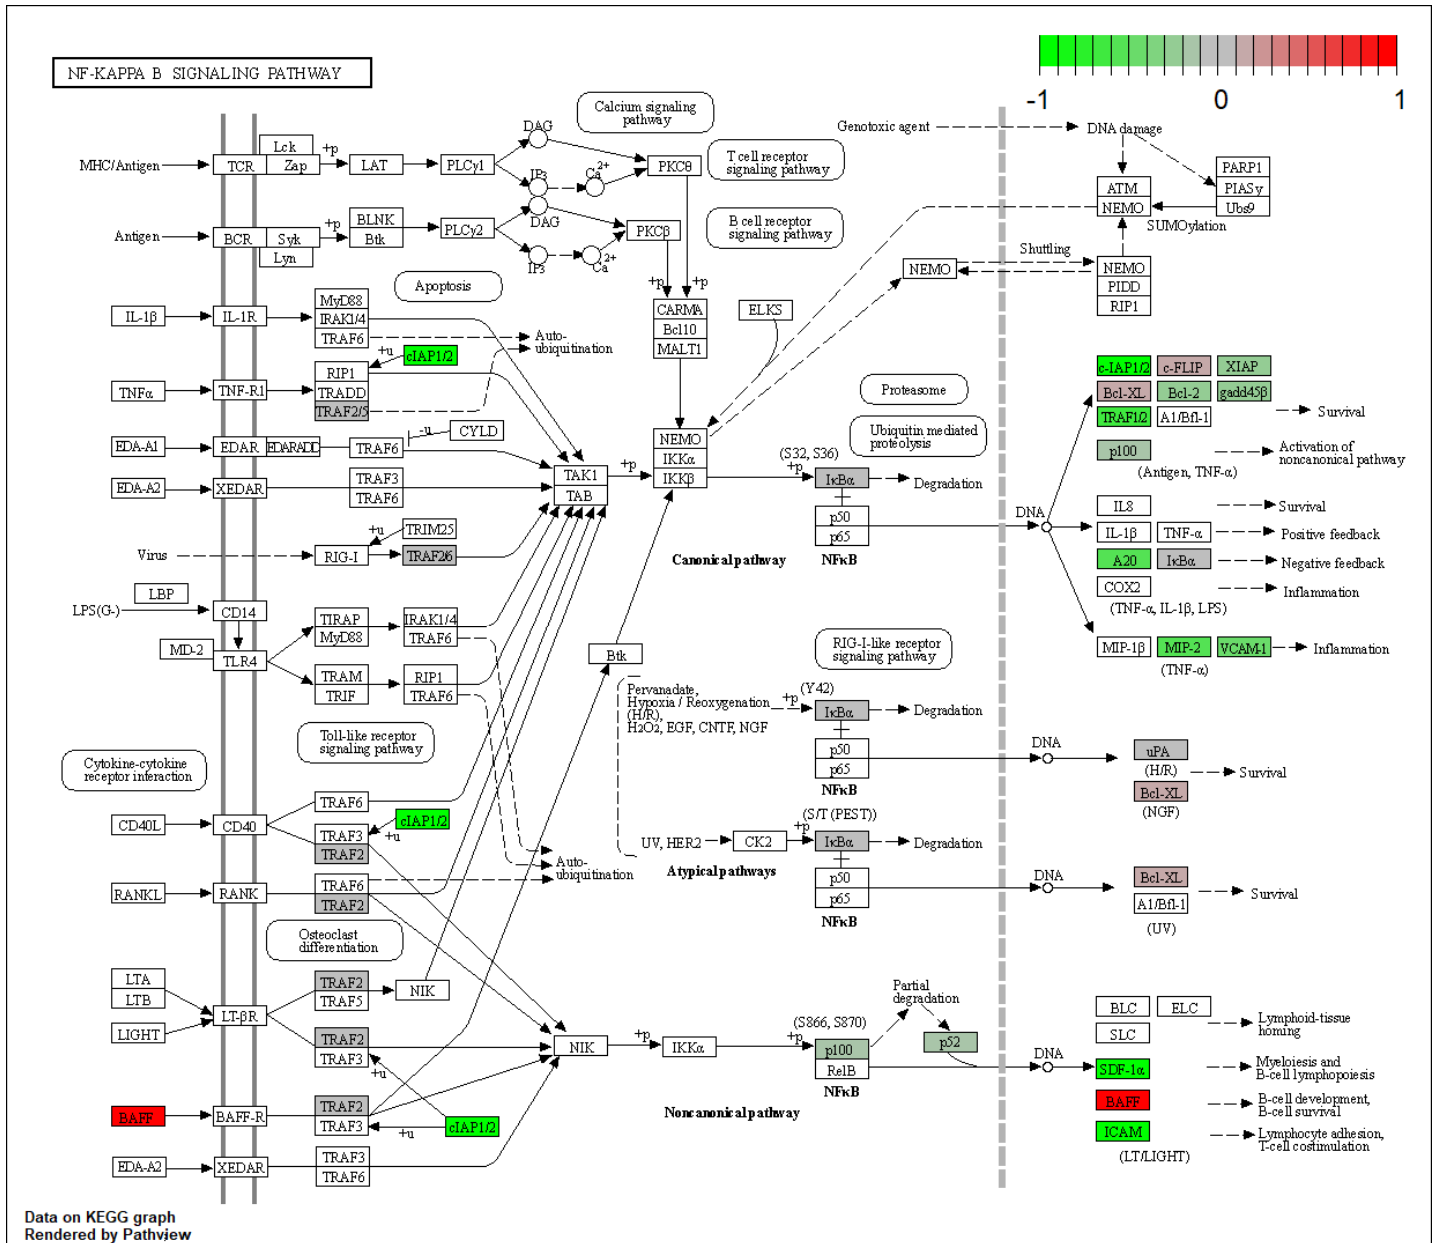 NF-KAPPA B SIGNALING PATHWAY
-1 0 1
Calcium signaling
pathway
T cell receptor
signaling pathway
B cell receptor
signaling pathway
MHC/Antigen
TCR
Lck
Zap
+p
LAT
PLCγ1
DAG
IP3
Ca2+
PKCθ
Antigen
BCR
Syk
Lyn
+p
BLNK
Btk
PLCγ2
DAG
IP3
Ca2+
PKCβ
+p
+p
CARMA
Bcl10
MALT1
ELKS
Genotoxic agent
DNA damage
ATM
NEMO
PARP1
PIASy
Ubs9
SUMOylation
Shuttling
NEMO
NEMO
PIDD
RIP1
Apoptosis
IL-1β
IL-1R
MyD88
IRAK1/4
TRAF6
Auto-
ubiquitination
+u
cIAP1/2
TNFα
TNF-R1
RIP1
TRADD
TRAF2/5
EDA-A1
EDAR
EDARADD
TRAF6
-u
CYLD
EDA-A2
XEDAR
TRAF3
TRAF6
TAK1
TAB
+p
NEMO
IKKα
IKKβ
Proteasome
Ubiquitin mediated
proteolysis
(S32, S36)
+p
IκBα
Degradation
p50
p65
NFκB
Canonical pathway
DNA
Virus
RIG-I
+u
TRIM25
TRAF2/6
LBP
LPS(G-)
CD14
MD-2
TLR4
TIRAP
MyD88
IRAK1/4
TRAF6
TRAM
TRIF
RIP1
TRAF6
Toll-like receptor
signaling pathway
Cytokine-cytokine
receptor interaction
c-IAP1/2
c-FLIP
XIAP
Bcl-XL
Bcl-2
gadd45β
TRAF1/2
A1/Bfl-1
Survival
p100
(Antigen, TNF-α)
Activation of
noncanonical pathway
IL8
Survival
IL-1β
TNF-α
Positive feedback
A20
IκBα
Negative feedback
COX2
Inflammation
(TNF-α, IL-1β, LPS)
MIP-1β
MIP-2
VCAM-1
Inflammation
(TNF-α)
Btk
RIG-I-like receptor
signaling pathway
Pervanadate,
Hypoxia / Reoxygenation
(H/R),
H2O2, EGF, CNTF, NGF
(Y42)
+p
IκBα
Degradation
p50
p65
NFκB
DNA
uPA
(H/R)
Bcl-XL
(NGF)
Survival
UV, HER2
CK2
(S/T (PEST))
+p
IκBα
Degradation
p50
p65
NFκB
Atypical pathways
DNA
Bcl-XL
A1/Bfl-1
(UV)
Survival
CD40L
CD40
TRAF6
TRAF3
TRAF2
cIAP1/2
+u
Auto-
ubiquitination
RANKL
RANK
TRAF6
TRAF2
Osteoclast
differentiation
LTA
LTB
LIGHT
LT-βR
TRAF2
TRAF5
NIK
TRAF2
TRAF3
+u
NIK
+p
IKKα
(S866, S870)
+p
p100
RelB
NFκB
Partial
degradation
p52
Noncanonical pathway
DNA
BLC
ELC
SLC
Lymphoid-tissue
homing
SDF-1α
Myeloiesis and
B-cell lymphopoiesis
BAFF
B-cell development,
B-cell survival
ICAM
Lymphocyte adhesion,
T-cell costimulation
(LT/LIGHT)
BAFF
BAFF-R
TRAF2
TRAF3
+u
cIAP1/2
EDA-A2
XEDAR
TRAF3
TRAF6
Data on KEGG graph
Rendered by Pathview